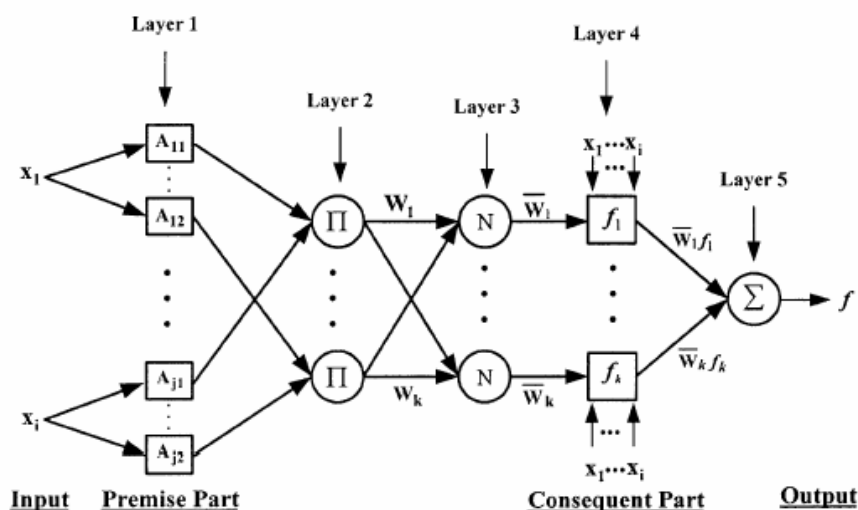 Layer 1
Layer 4
Layer 2
Layer 3
x₁···xᵢ
...
Layer 5
A₁₁
x₁
A₁₂
Π
W₁
N
W̅₁
f₁
W̅₁f₁
Σ
f
Aⱼ₁
Π
Wₖ
N
W̅ₖ
fₖ
W̅ₖfₖ
xᵢ
Aⱼ₂
...
x₁···xᵢ
Input
Premise Part
Consequent Part
Output